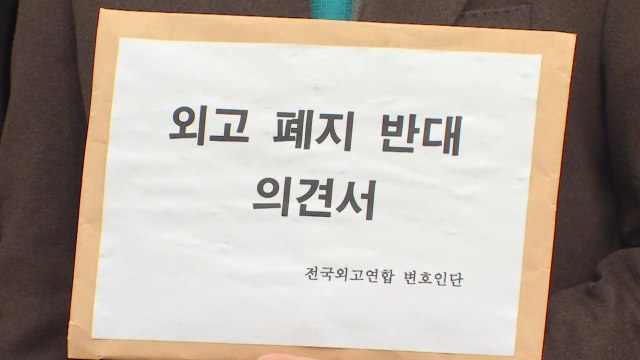 외고 폐지 반대
의견서
전국외고연합 변호인단